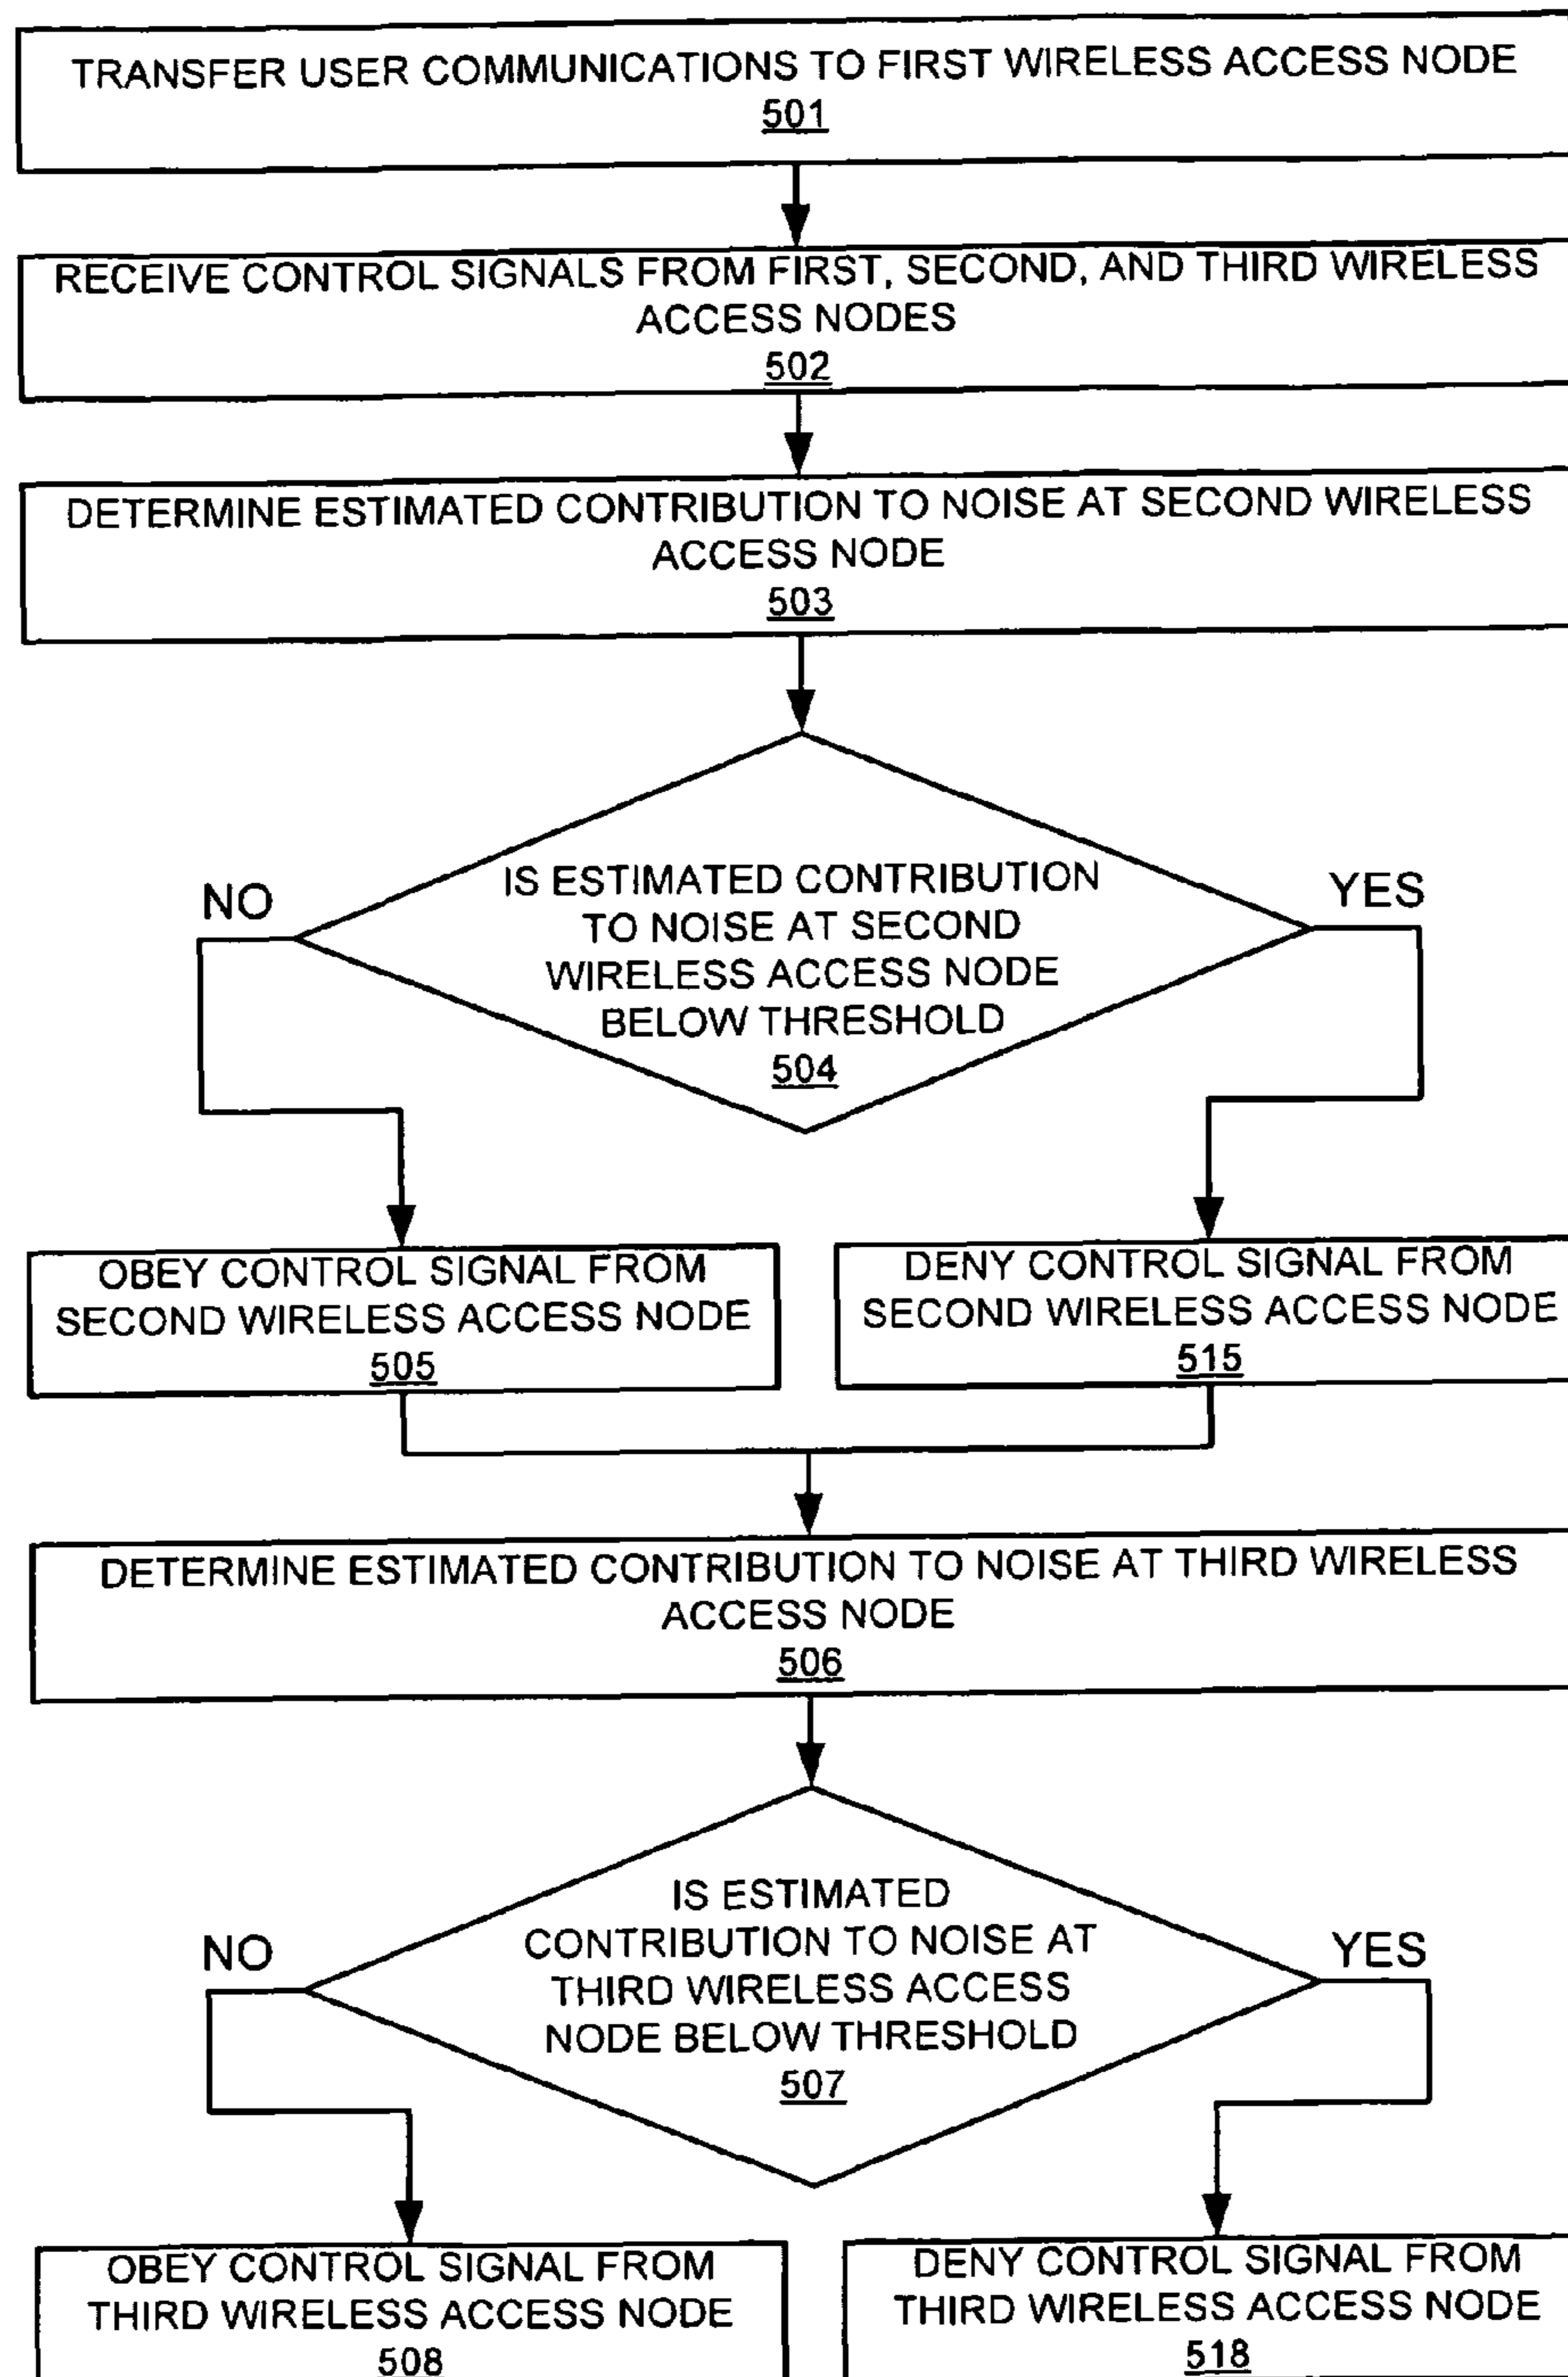 TRANSFER USER COMMUNICATIONS TO FIRST WIRELESS ACCESS NODE
501
RECEIVE CONTROL SIGNALS FROM FIRST, SECOND, AND THIRD WIRELESS
ACCESS NODES
502
DETERMINE ESTIMATED CONTRIBUTION TO NOISE AT SECOND WIRELESS
ACCESS NODE
503
NO
YES
IS ESTIMATED CONTRIBUTION
TO NOISE AT SECOND
WIRELESS ACCESS NODE
BELOW THRESHOLD
504
OBEY CONTROL SIGNAL FROM
SECOND WIRELESS ACCESS NODE
505
DENY CONTROL SIGNAL FROM
SECOND WIRELESS ACCESS NODE
515
DETERMINE ESTIMATED CONTRIBUTION TO NOISE AT THIRD WIRELESS
ACCESS NODE
506
NO
YES
IS ESTIMATED
CONTRIBUTION TO NOISE AT
THIRD WIRELESS ACCESS
NODE BELOW THRESHOLD
507
OBEY CONTROL SIGNAL FROM
THIRD WIRELESS ACCESS NODE
508
DENY CONTROL SIGNAL FROM
THIRD WIRELESS ACCESS NODE
518